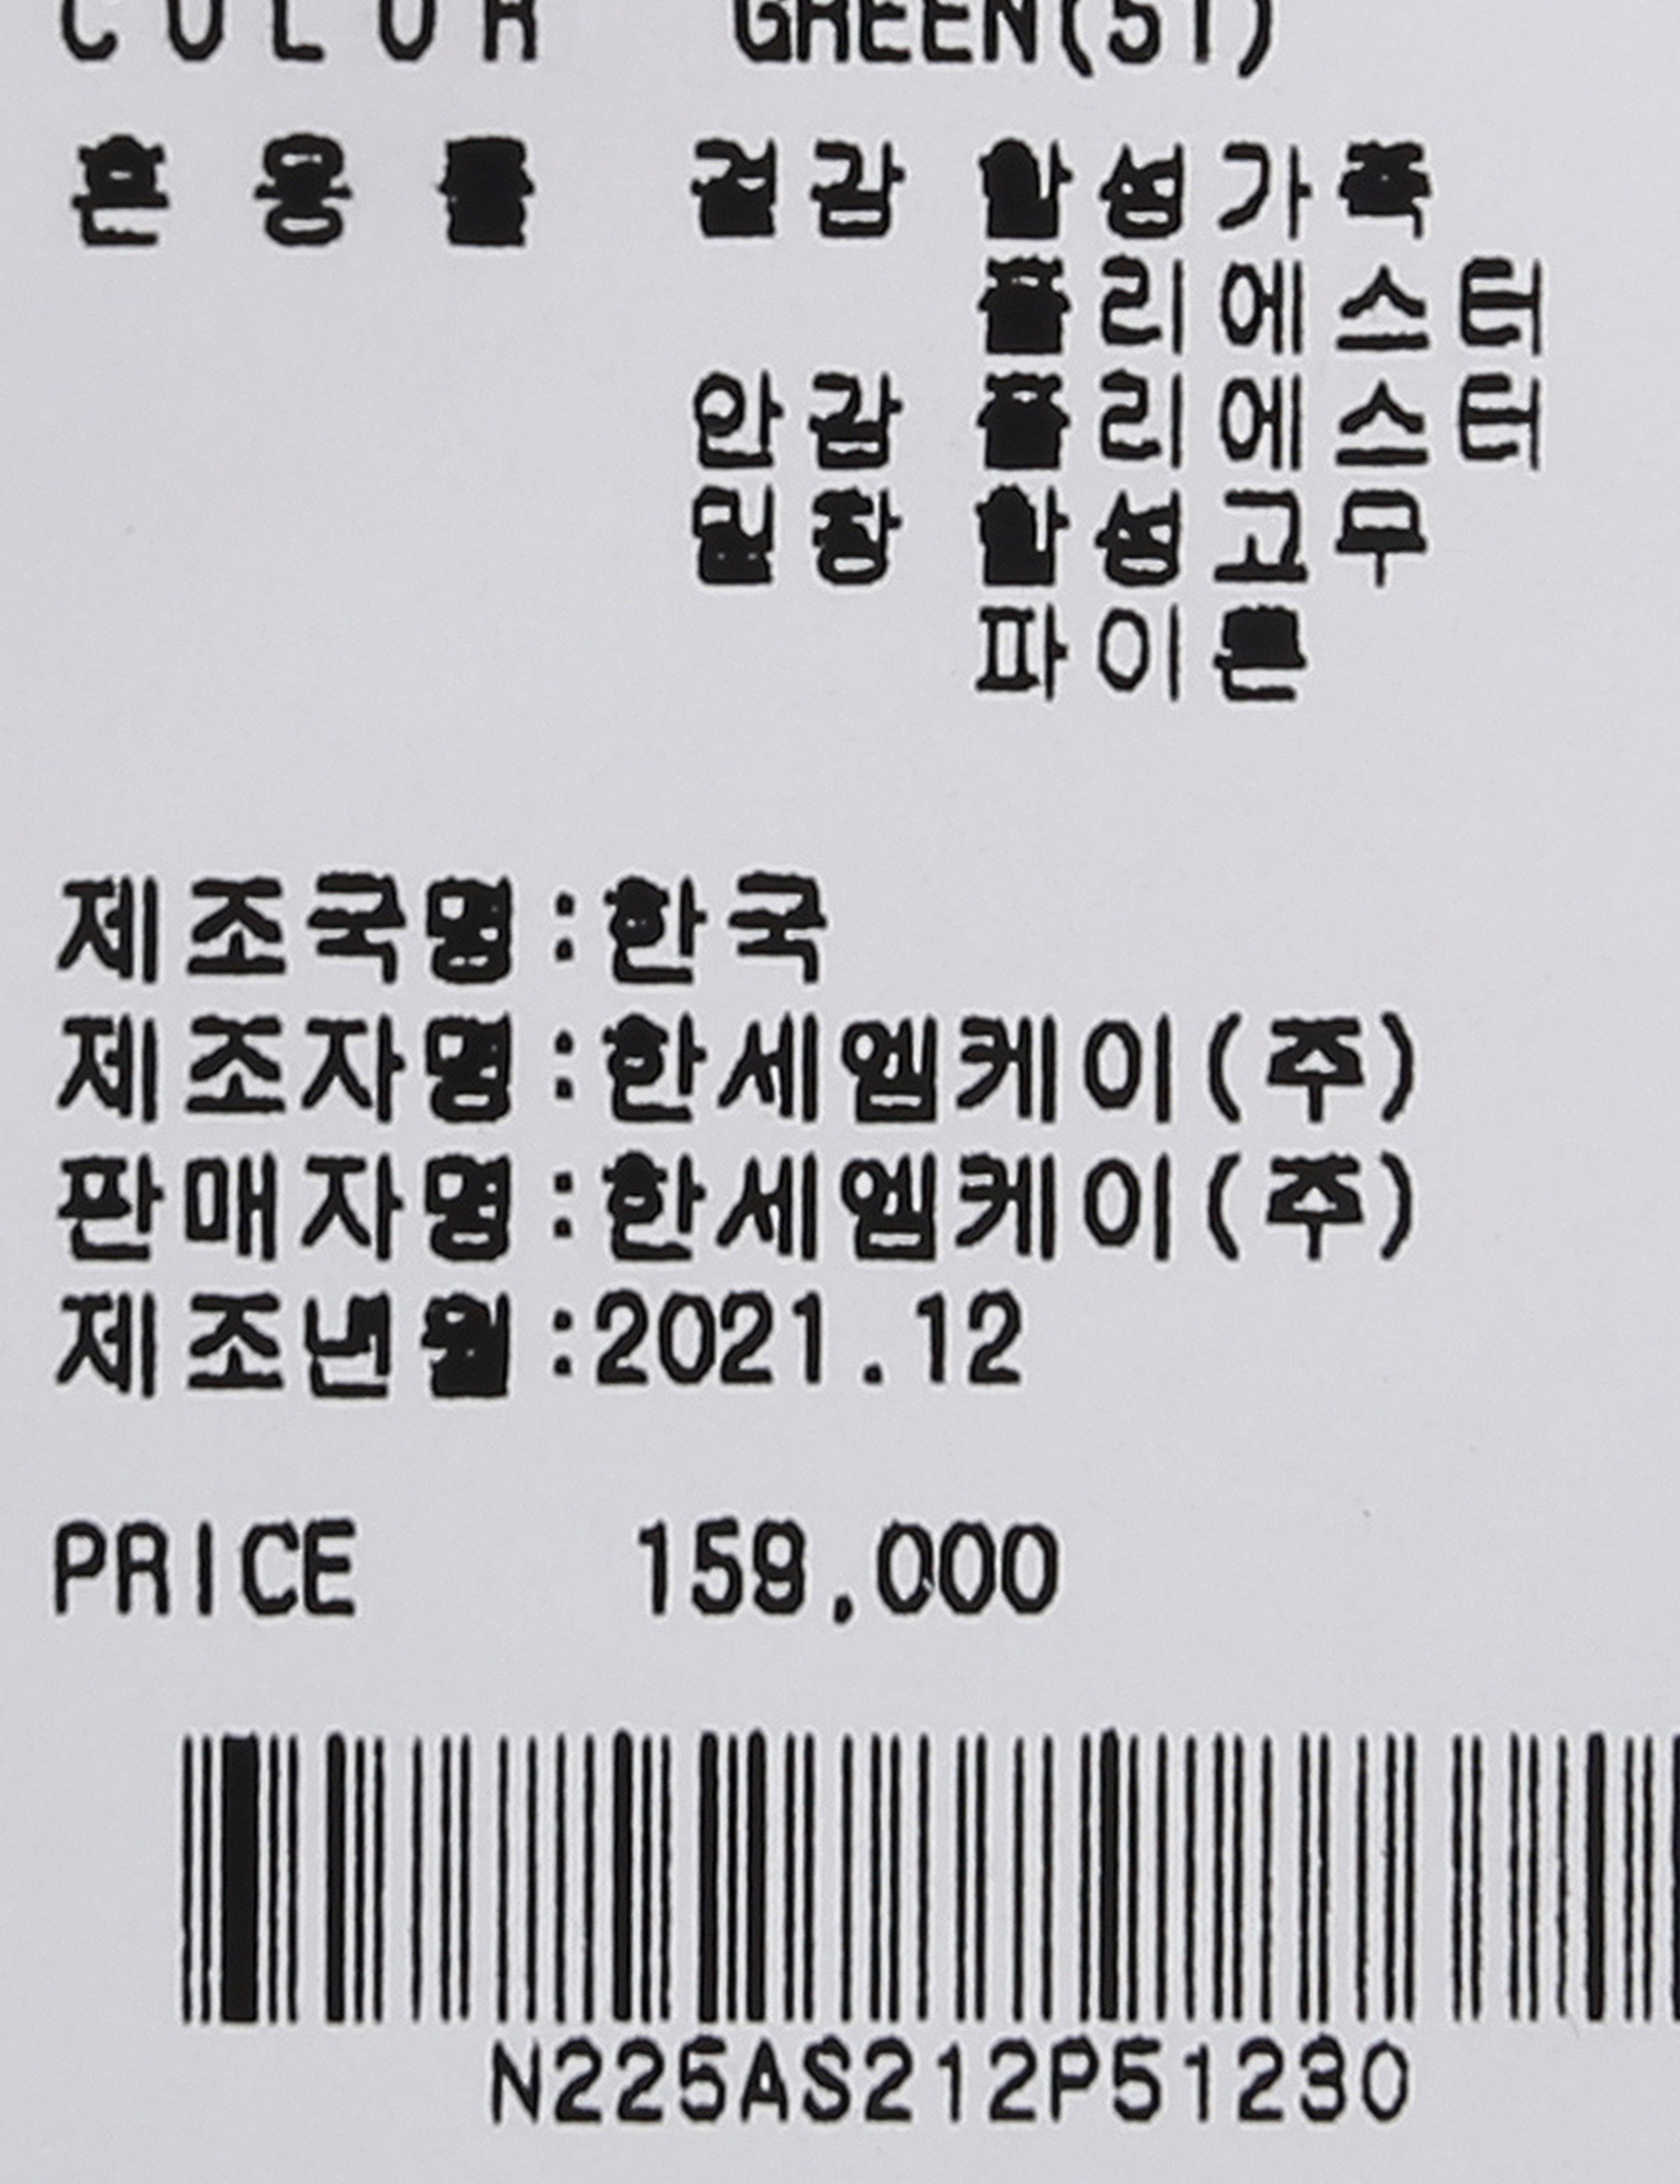 COLOR GREEN(51)
혼용률 겉감 합성가죽
폴리에스터
안감 폴리에스터
밑창 합성고무
파이론
제조국명:한국
제조자명:한세엠케이(주)
판매자명:한세엠케이(주)
제조년월:2021.12
PRICE 159,000
N225AS212P51230